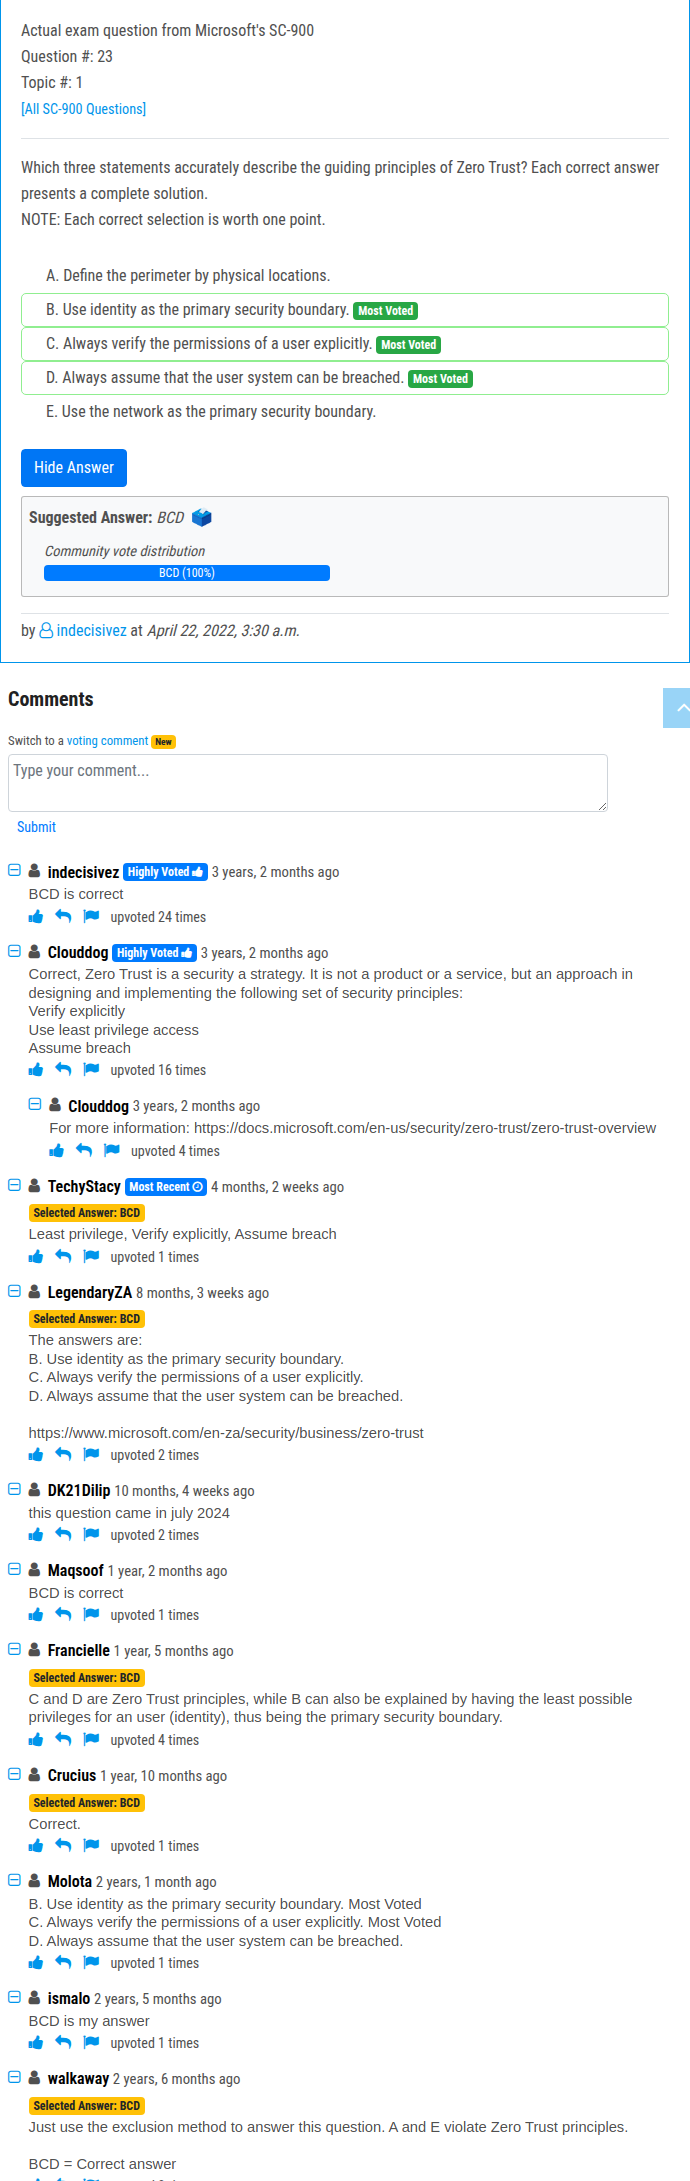 Actual exam question from Microsoft's SC-900
Question #: 23
Topic #: 1
[All SC-900 Questions]
Which three statements accurately describe the guiding principles of Zero Trust? Each correct answer
presents a complete solution.
NOTE: Each correct selection is worth one point.
A. Define the perimeter by physical locations.
B. Use identity as the primary security boundary. Most Voted
C. Always verify the permissions of a user explicitly. Most Voted
D. Always assume that the user system can be breached. Most Voted
E. Use the network as the primary security boundary.
Hide Answer
Suggested Answer: BCD
Community vote distribution
BCD (100%)
by indecisivez at April 22, 2022, 3:30 a.m.
Comments
Switch to a voting comment New
Type your comment...
Submit
indecisivez Highly Voted 3 years, 2 months ago
BCD is correct
upvoted 24 times
Clouddog Highly Voted 3 years, 2 months ago
Correct, Zero Trust is a security a strategy. It is not a product or a service, but an approach in
designing and implementing the following set of security principles:
Verify explicitly
Use least privilege access
Assume breach
upvoted 16 times
Clouddog 3 years, 2 months ago
For more information: https://docs.microsoft.com/en-us/security/zero-trust/zero-trust-overview
upvoted 4 times
TechyStacy Most Recent 4 months, 2 weeks ago
Selected Answer: BCD
Least privilege, Verify explicitly, Assume breach
upvoted 1 times
LegendaryZA 8 months, 3 weeks ago
Selected Answer: BCD
The answers are:
B. Use identity as the primary security boundary.
C. Always verify the permissions of a user explicitly.
D. Always assume that the user system can be breached.
https://www.microsoft.com/en-za/security/business/zero-trust
upvoted 2 times
DK21Dilip 10 months, 4 weeks ago
this question came in july 2024
upvoted 2 times
Maqsoof 1 year, 2 months ago
BCD is correct
upvoted 1 times
Francielle 1 year, 5 months ago
Selected Answer: BCD
C and D are Zero Trust principles, while B can also be explained by having the least possible
privileges for an user (identity), thus being the primary security boundary.
upvoted 4 times
Crucius 1 year, 10 months ago
Selected Answer: BCD
Correct.
upvoted 1 times
Molota 2 years, 1 month ago
B. Use identity as the primary security boundary. Most Voted
C. Always verify the permissions of a user explicitly. Most Voted
D. Always assume that the user system can be breached.
upvoted 1 times
ismalo 2 years, 5 months ago
BCD is my answer
upvoted 1 times
walkaway 2 years, 6 months ago
Selected Answer: BCD
Just use the exclusion method to answer this question. A and E violate Zero Trust principles.
BCD = Correct answer